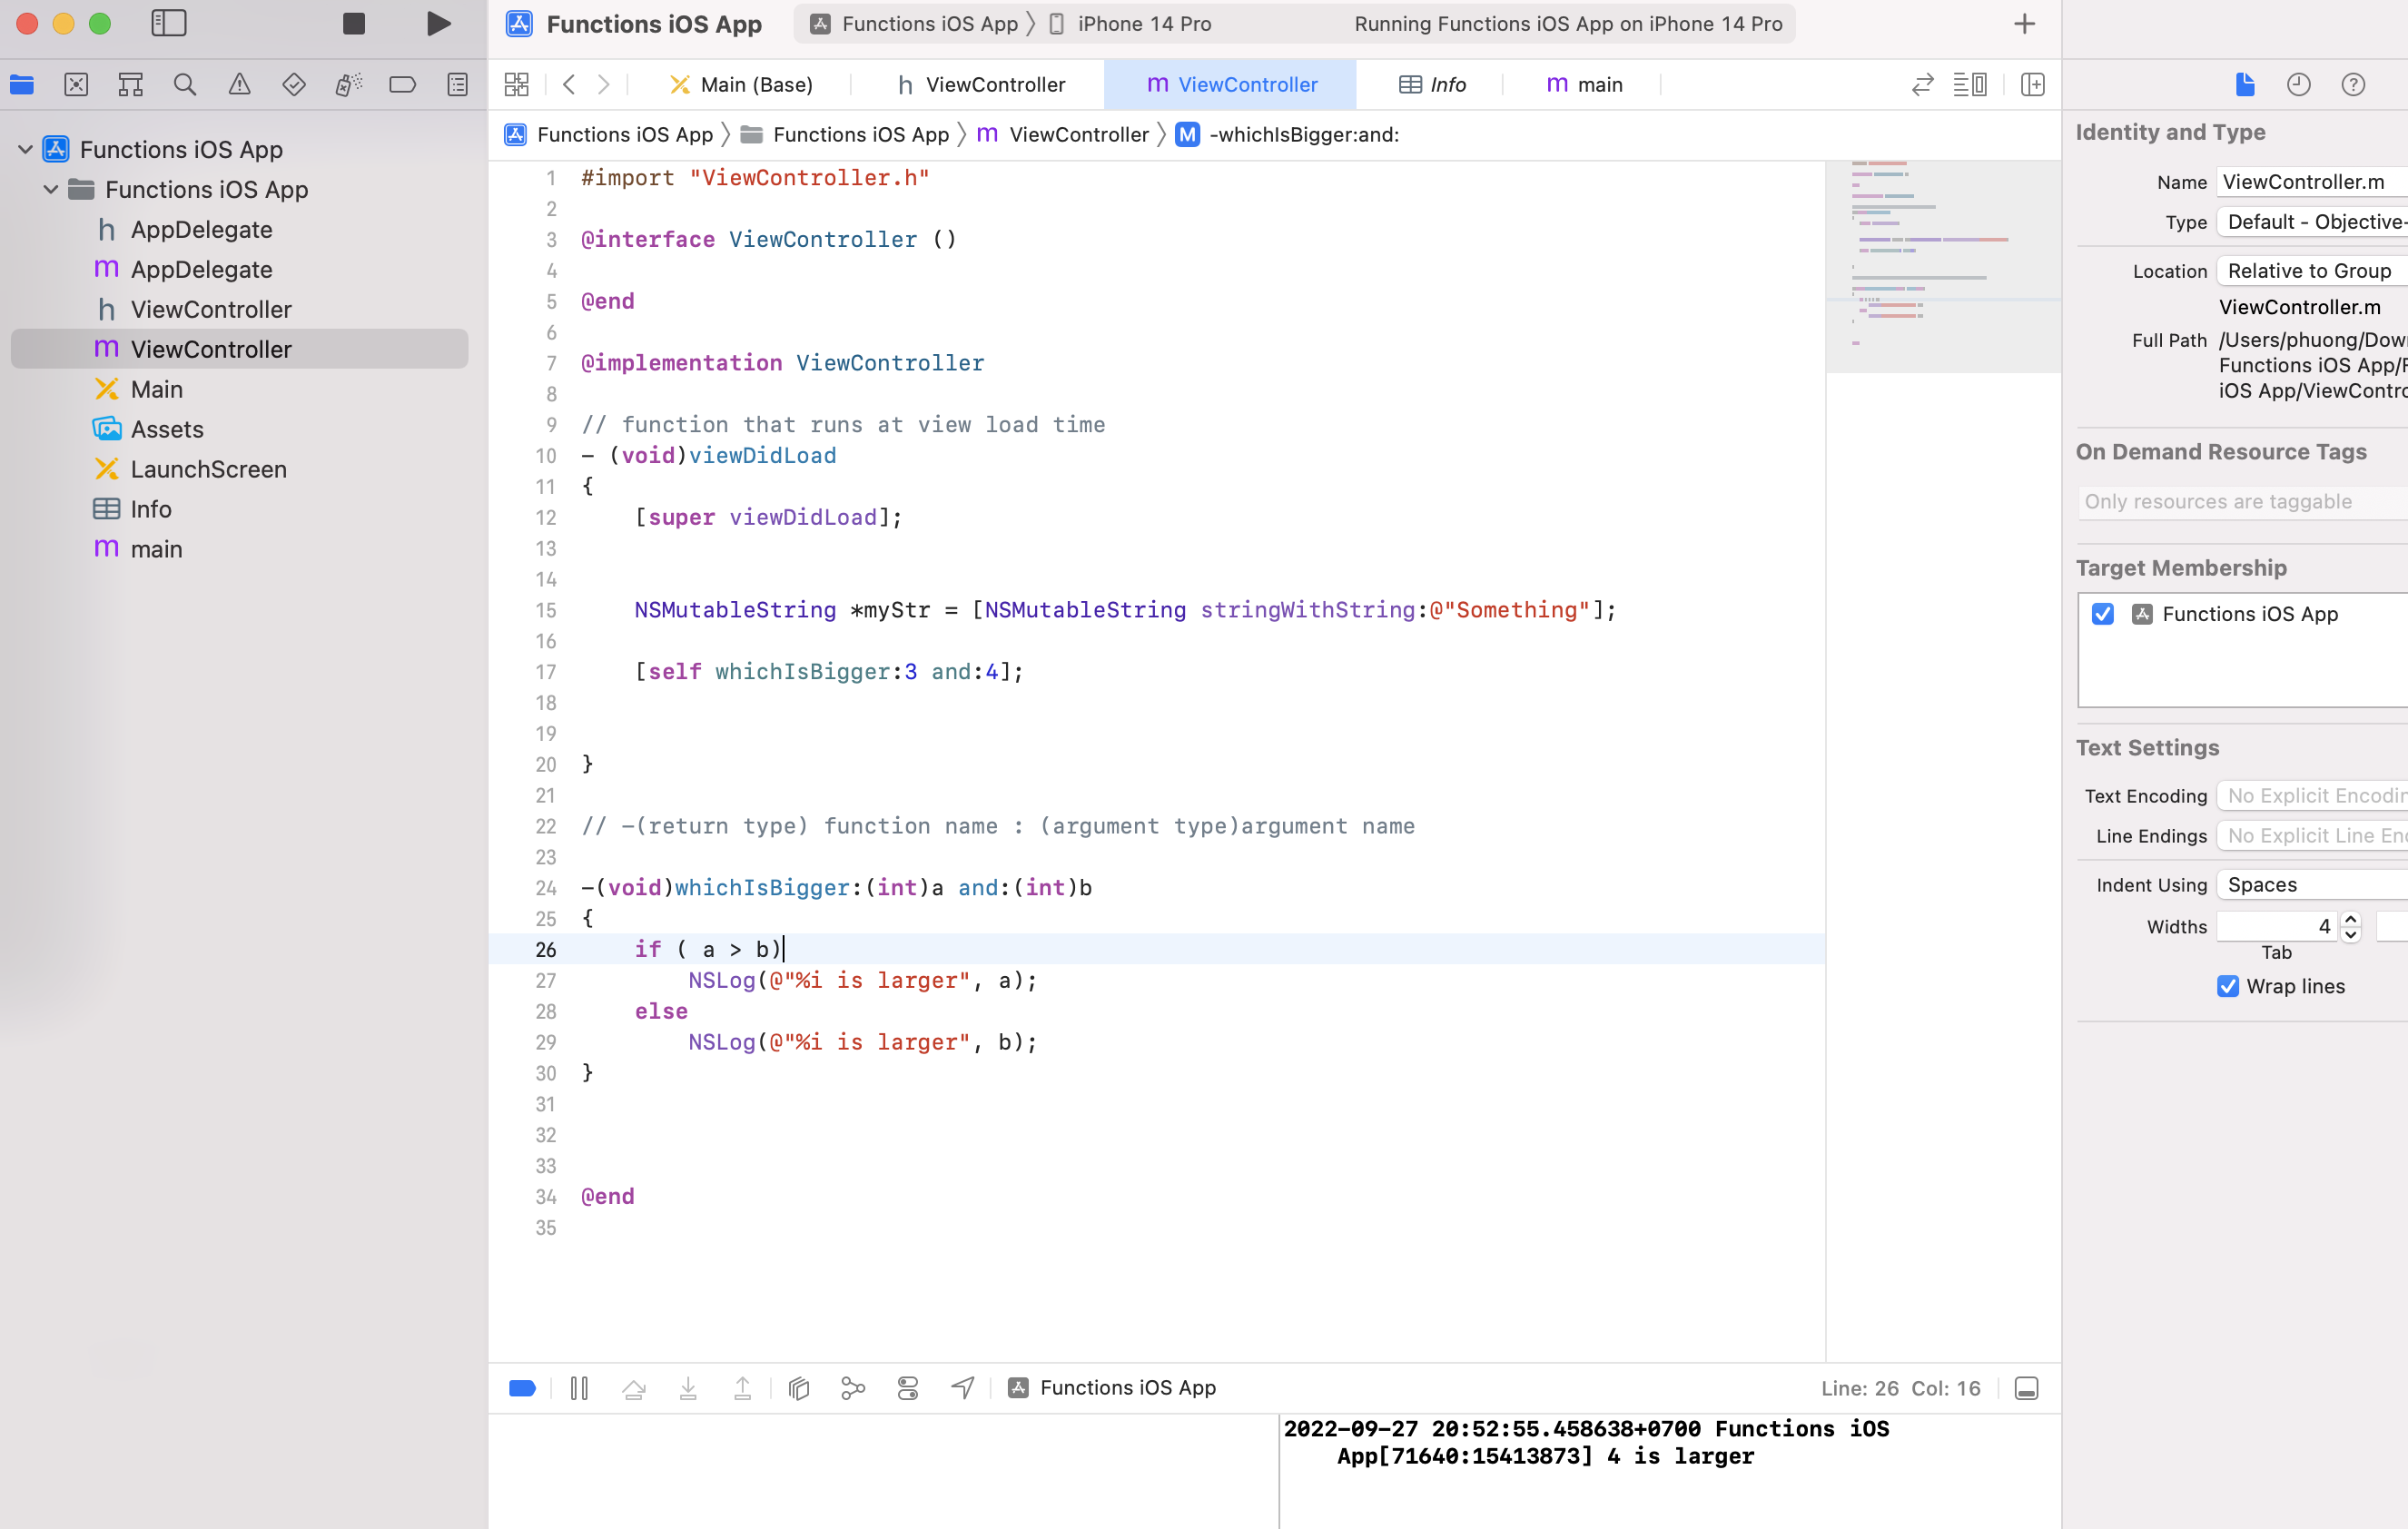 Functions iOS App
Functions iOS App
iPhone 14 Pro
Running Functions iOS App on iPhone 14 Pro
Main (Base)
h ViewController
m ViewController
Info
m main
Functions iOS App
Functions iOS App
m ViewController
M -whichIsBigger:and:
Functions iOS App
Functions iOS App
h AppDelegate
m AppDelegate
h ViewController
m ViewController
Main
Assets
LaunchScreen
Info
m main
1 #import "ViewController.h"
2
3 @interface ViewController ()
4
5 @end
6
7 @implementation ViewController
8
9 // function that runs at view load time
10 - (void)viewDidLoad
11 {
12 [super viewDidLoad];
13
14
15 NSMutableString *myStr = [NSMutableString stringWithString:@"Something"];
16
17 [self whichIsBigger:3 and:4];
18
19
20 }
21
22 // -(return type) function name : (argument type)argument name
23
24 -(void)whichIsBigger:(int)a and:(int)b
25 {
26 if ( a > b)
27 NSLog(@"%i is larger", a);
28 else
29 NSLog(@"%i is larger", b);
30 }
31
32
33
34 @end
35
Functions iOS App
Line: 26 Col: 16
2022-09-27 20:52:55.458638+0700 Functions iOS
App[71640:15413873] 4 is larger
Identity and Type
Name ViewController.m
Type Default - Objective-
Location Relative to Group
ViewController.m
Full Path /Users/phuong/Dow
Functions iOS App/F
iOS App/ViewContro
On Demand Resource Tags
Only resources are taggable
Target Membership
Functions iOS App
Text Settings
Text Encoding No Explicit Encodin
Line Endings No Explicit Line En
Indent Using Spaces
Widths 4
Tab
Wrap lines